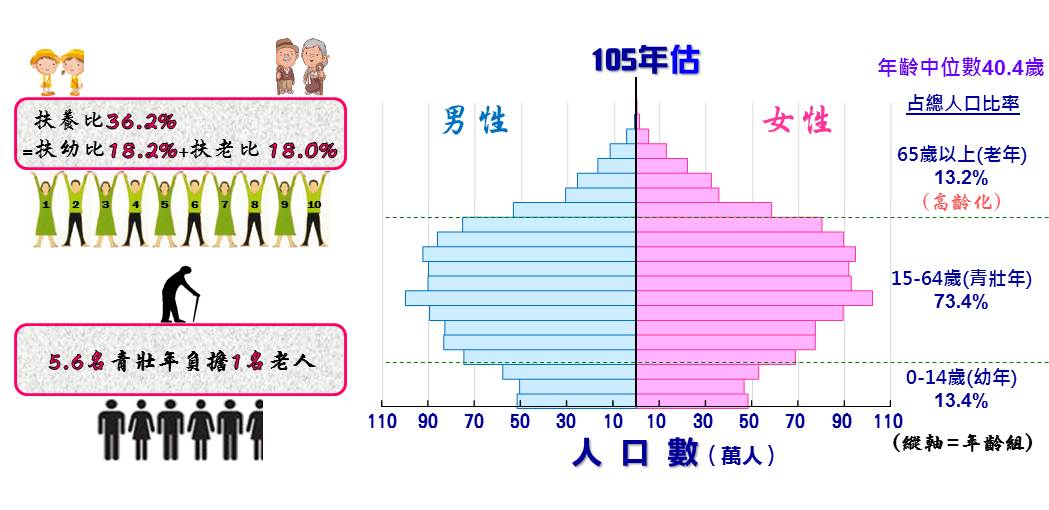 105年估
扶養比36.2%
=扶幼比18.2%+扶老比 18.0%
1 2 3 4 5 6 7 8 9 10
5.6名青壯年負擔1名老人
男性
女性
年齡中位數40.4歲
占總人口比率
65歲以上(老年)
13.2%
(高齡化)
15-64歲(青壯年)
73.4%
0-14歲(幼年)
13.4%
110 90 70 50 30 10 10 30 50 70 90 110
人口數(萬人)
(縱軸=年齡組)